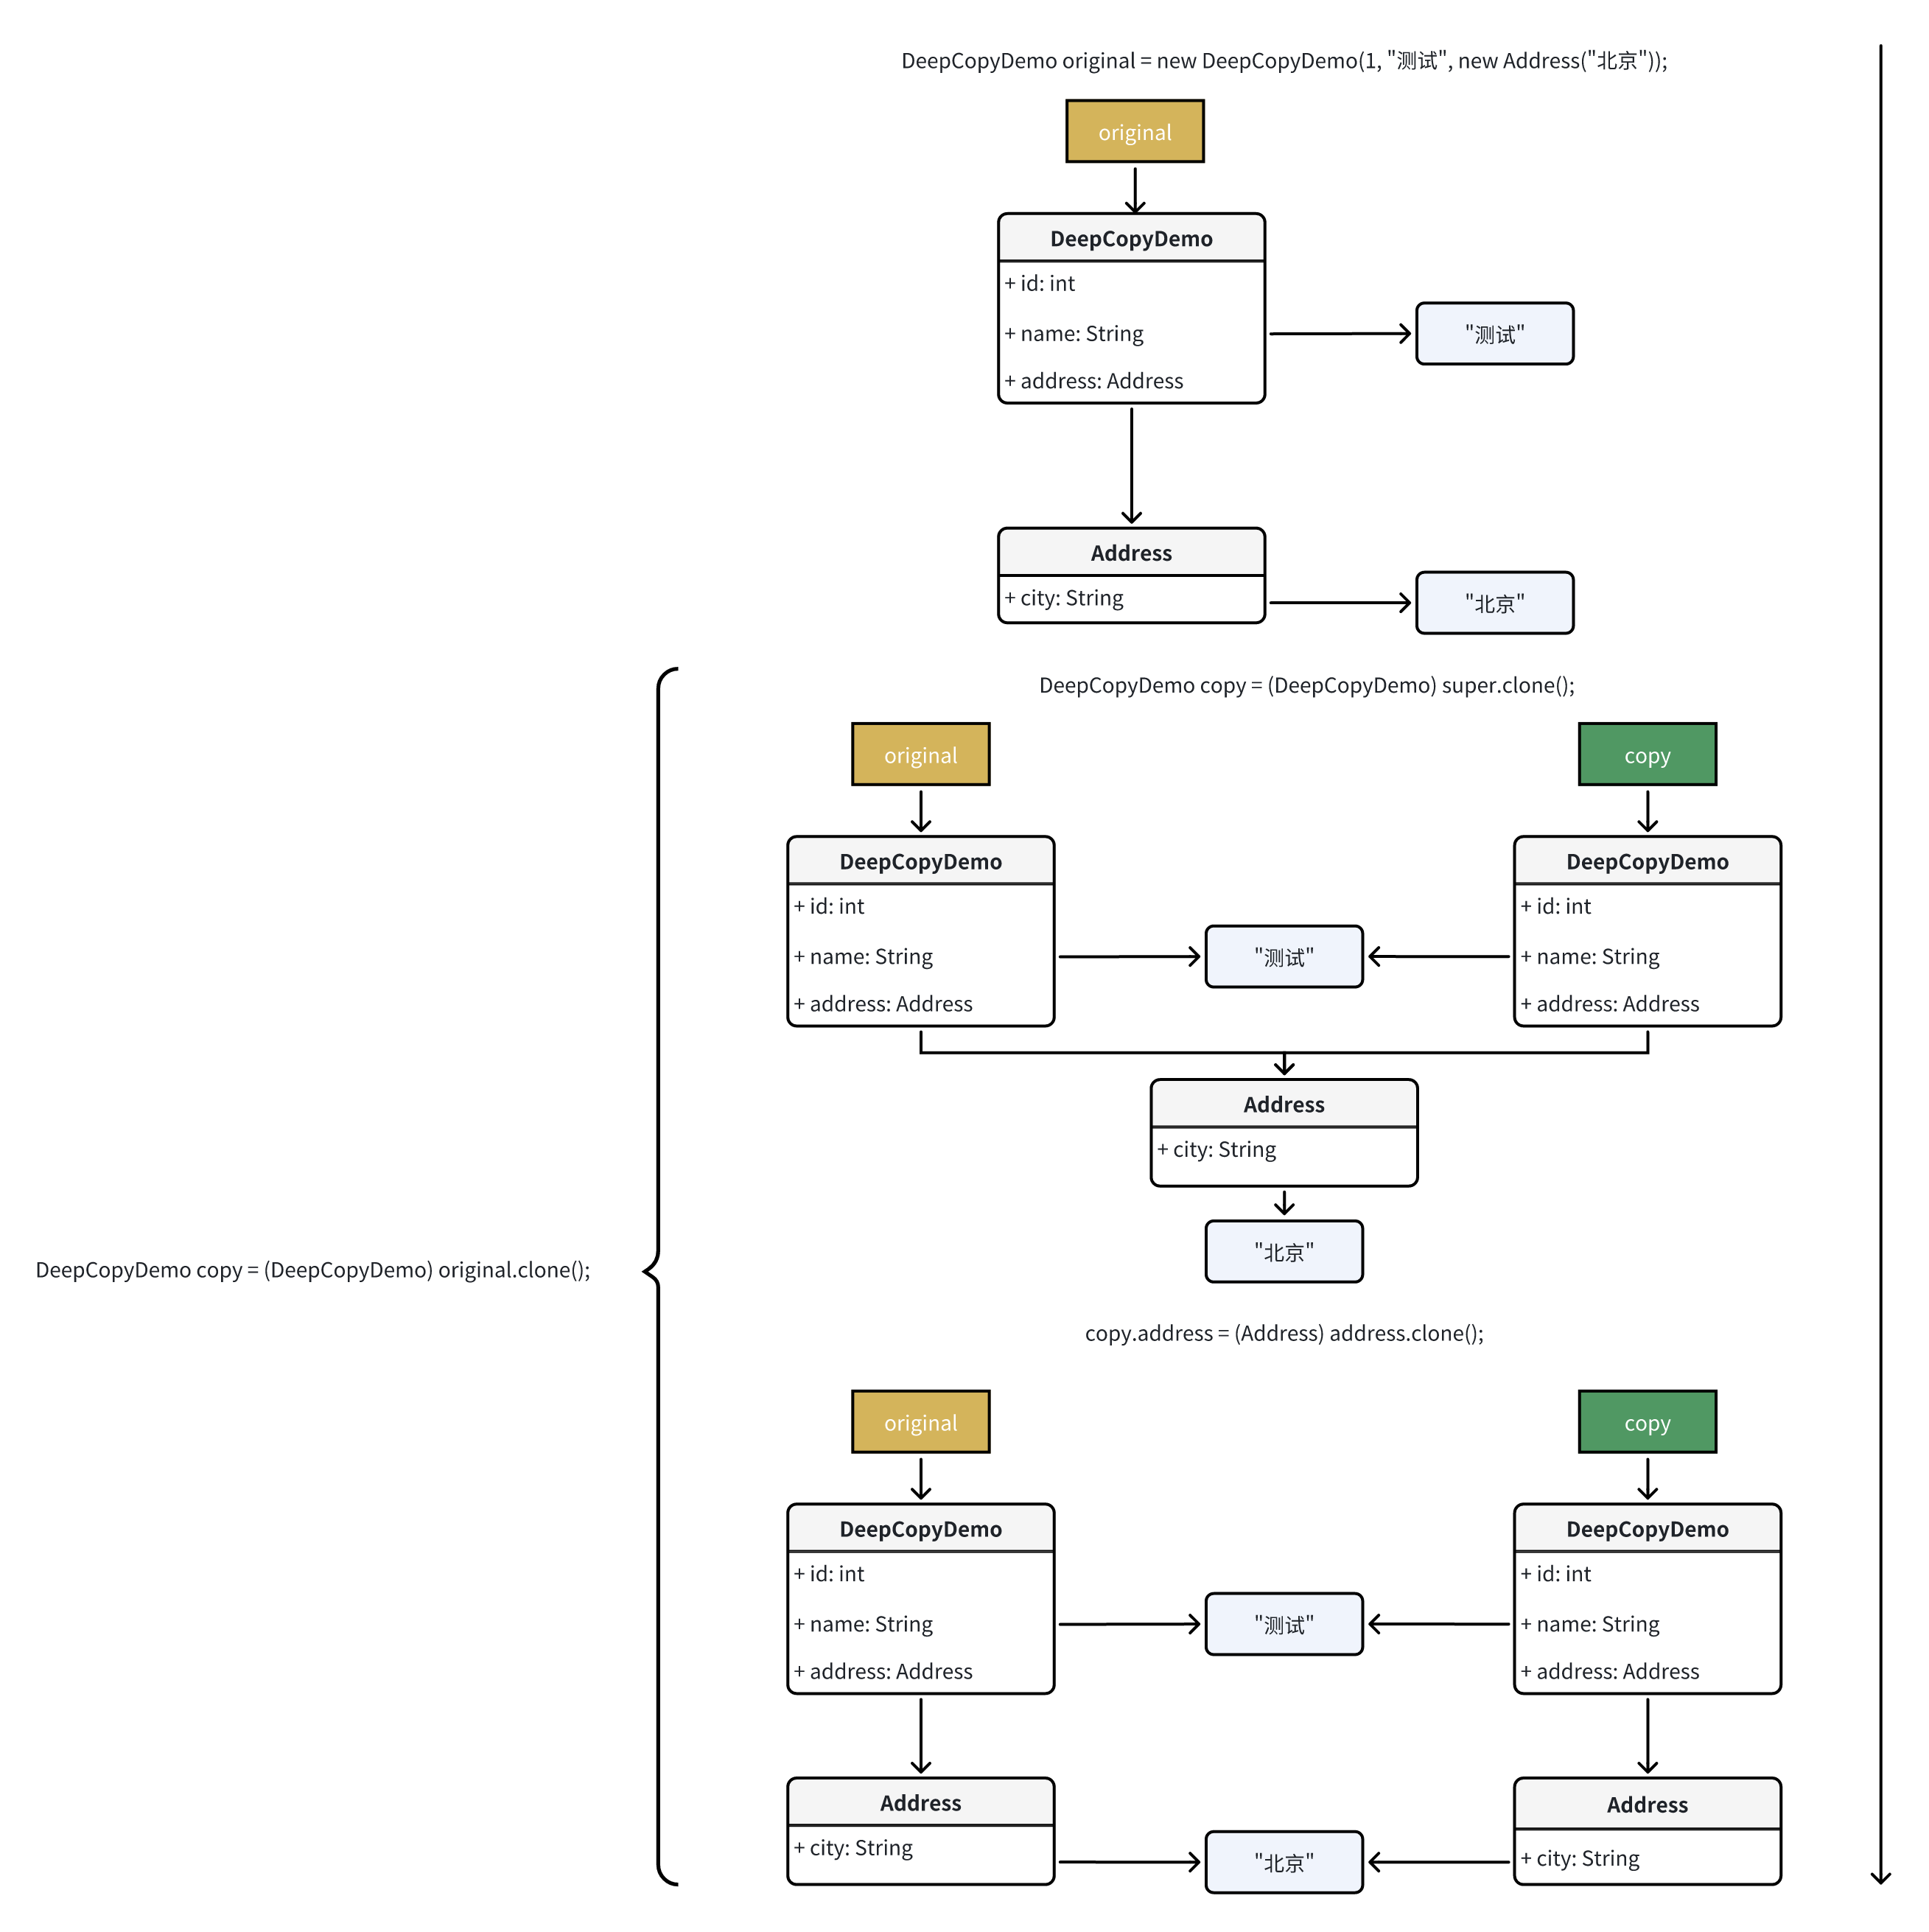 DeepCopyDemo original = new DeepCopyDemo(1, "测试", new Address("北京"));
original
DeepCopyDemo
+ id: int
+ name: String
"测试"
+ address: Address
Address
+ city: String
"北京"
DeepCopyDemo copy = (DeepCopyDemo) super.clone();
original
copy
DeepCopyDemo
DeepCopyDemo
+ id: int
+ id: int
+ name: String
"测试"
+ name: String
+ address: Address
+ address: Address
Address
+ city: String
"北京"
DeepCopyDemo copy = (DeepCopyDemo) original.clone();
copy.address = (Address) address.clone();
original
copy
DeepCopyDemo
DeepCopyDemo
+ id: int
+ id: int
+ name: String
"测试"
+ name: String
+ address: Address
+ address: Address
Address
Address
+ city: String
"北京"
+ city: String